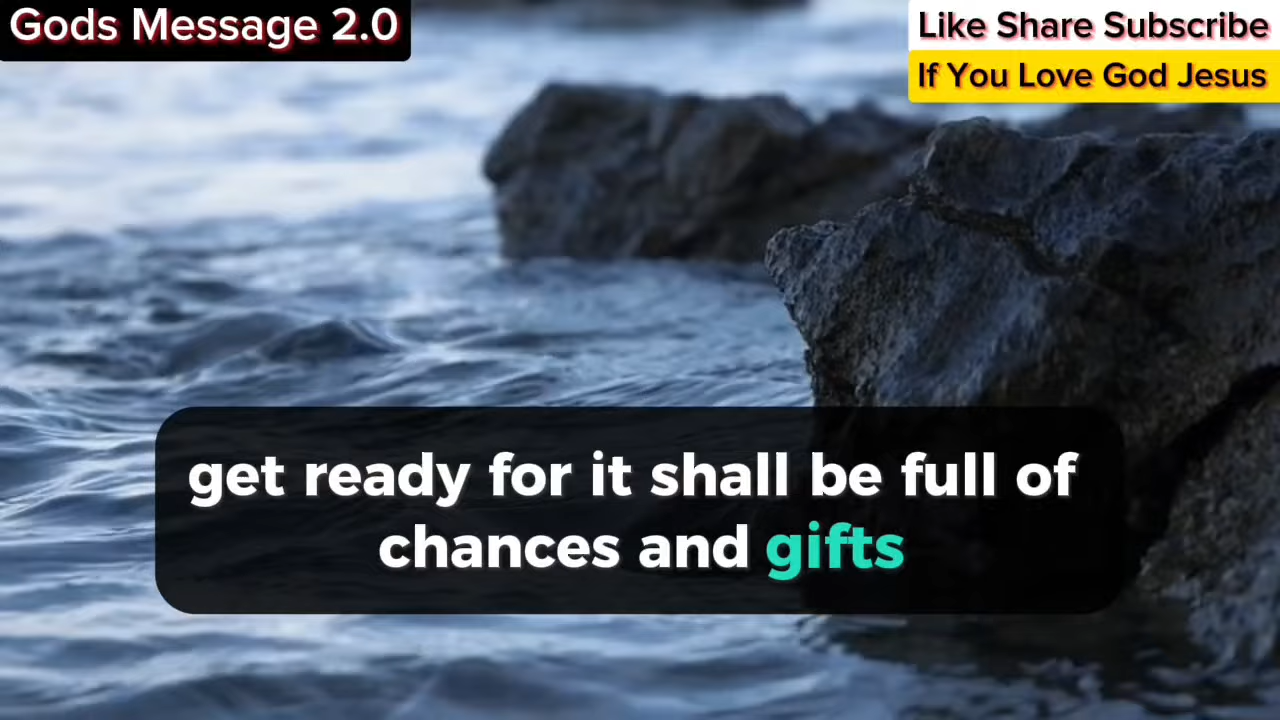 Gods Message 2.0
Like Share Subscribe
If You Love God Jesus
get ready for it shall be full of
chances and gifts